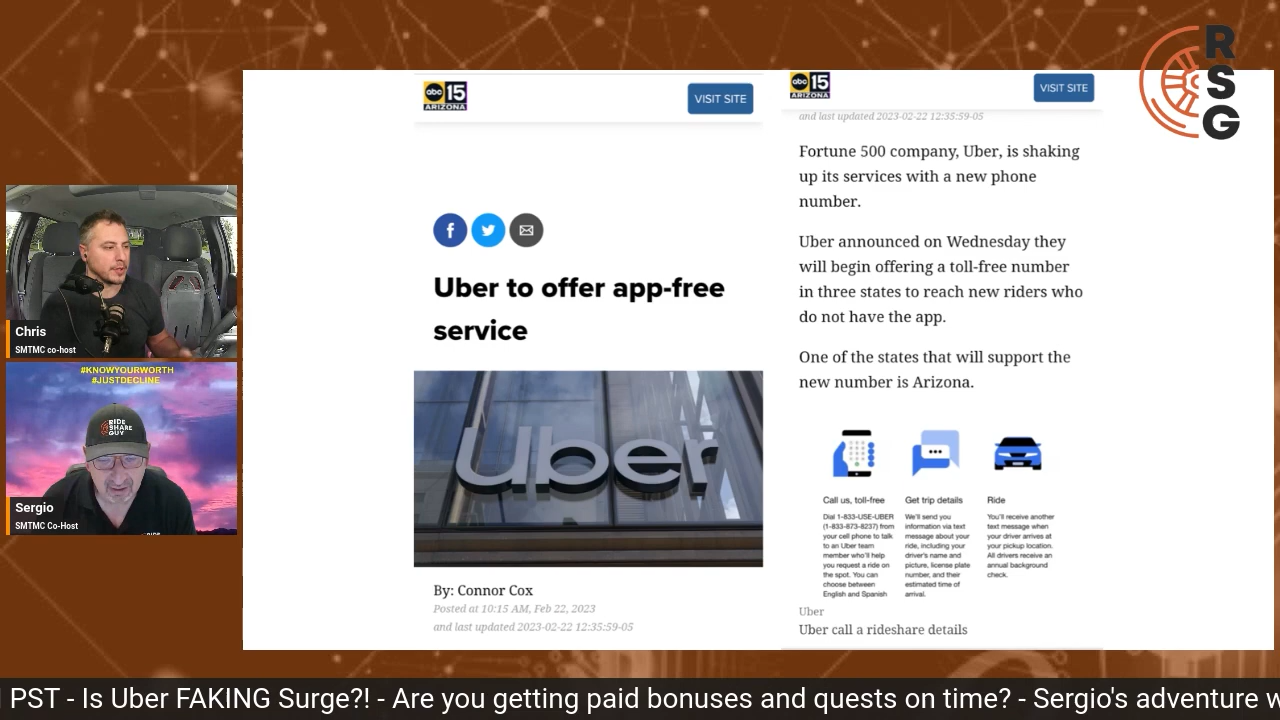 R
S
G
abc 15
ARIZONA
VISIT SITE
Uber to offer app-free
service
Uber
By: Connor Cox
Posted at 10:15 AM, Feb 22, 2023
and last updated 2023-02-22 12:35:59-05
abc 15
ARIZONA
VISIT SITE
and last updated 2023-02-22 12:35:59-05
Fortune 500 company, Uber, is shaking
up its services with a new phone
number.
Uber announced on Wednesday they
will begin offering a toll-free number
in three states to reach new riders who
do not have the app.
One of the states that will support the
new number is Arizona.
Call us, toll-free
Dial 1-833-USE-UBER
(1-833-873-8237) from
your cell phone to talk
to an Uber team
member who'll help
you request a ride on
the spot. You can
choose between
English and Spanish
Get trip details
We'll send you
information via text
message about your
ride, including your
driver's name and
picture, license plate
number, and their
estimated time of
arrival.
Ride
You'll receive another
text message when
your driver arrives at
your pickup location.
All drivers receive an
annual background
check.
Uber
Uber call a rideshare details
Chris
SMTMC co-host
#KNOWYOURWORTH
#JUSTDECLINE
RIDE
SHARE
GUY
Sergio
SMTMC Co-Host
PST - Is Uber FAKING Surge?! - Are you getting paid bonuses and quests on time? - Sergio's adventure w